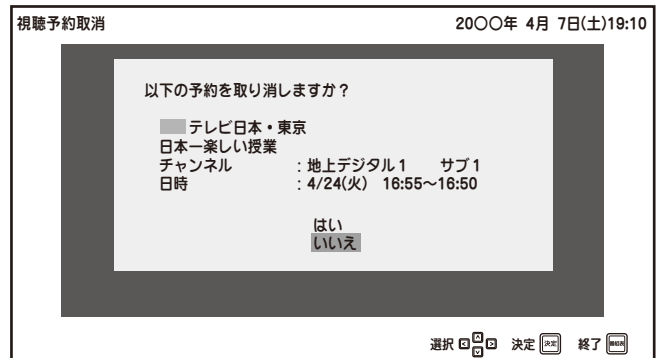 視聴予約取消 20〇〇年 4月 7日(土)19:10
以下の予約を取り消しますか？
テレビ日本・東京
日本一楽しい授業
チャンネル ：地上デジタル1 サブ1
日時 ：4/24(火) 16:55〜16:50
はい
いいえ
選択 決定 決定 終了 番組表